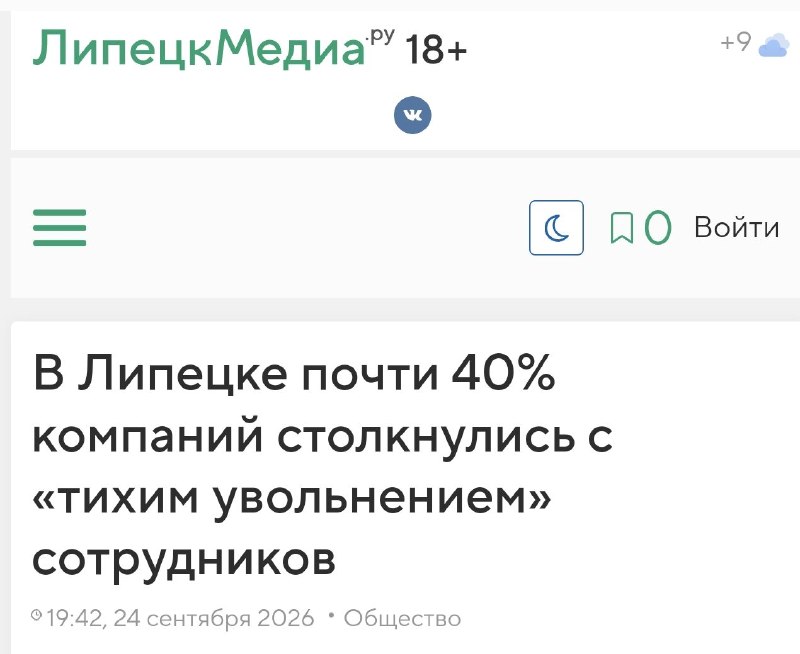 ЛипецкМедиа.ру 18+
+9
Войти
В Липецке почти 40%
компаний столкнулись с
«тихим увольнением»
сотрудников
19:42, 24 сентября 2026 • Общество